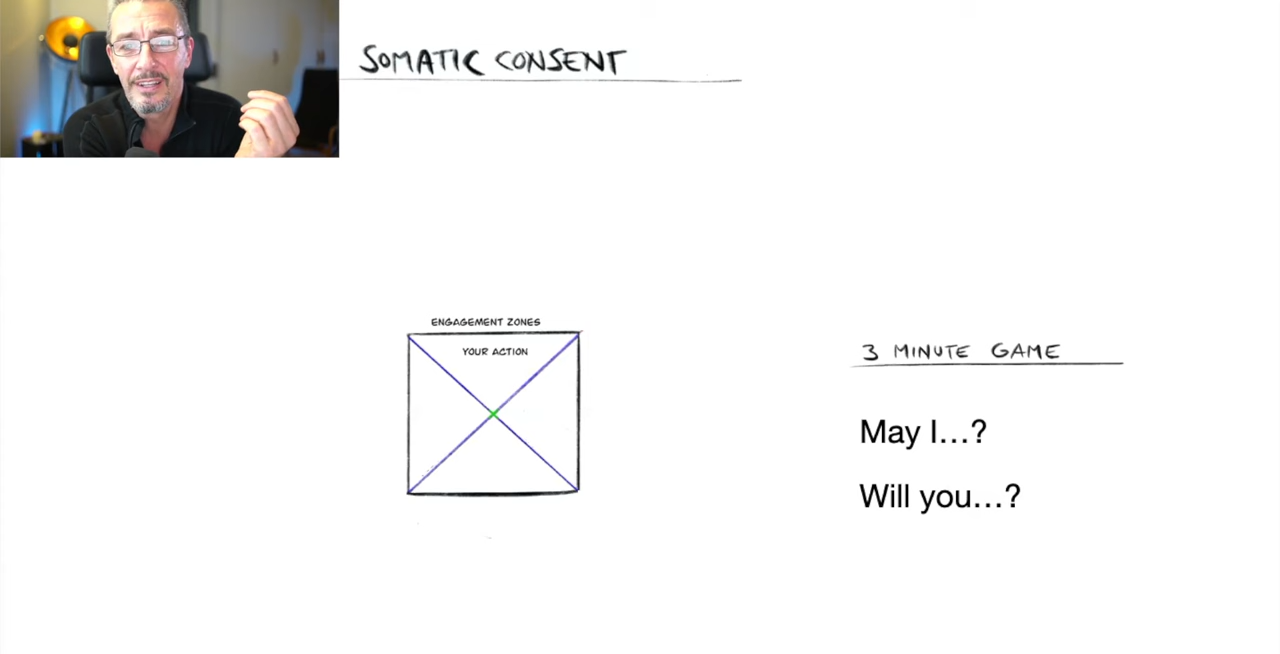 SOMATIC CONSENT
ENGAGEMENT ZONES
YOUR ACTION
3 MINUTE GAME
May I...?
Will you...?